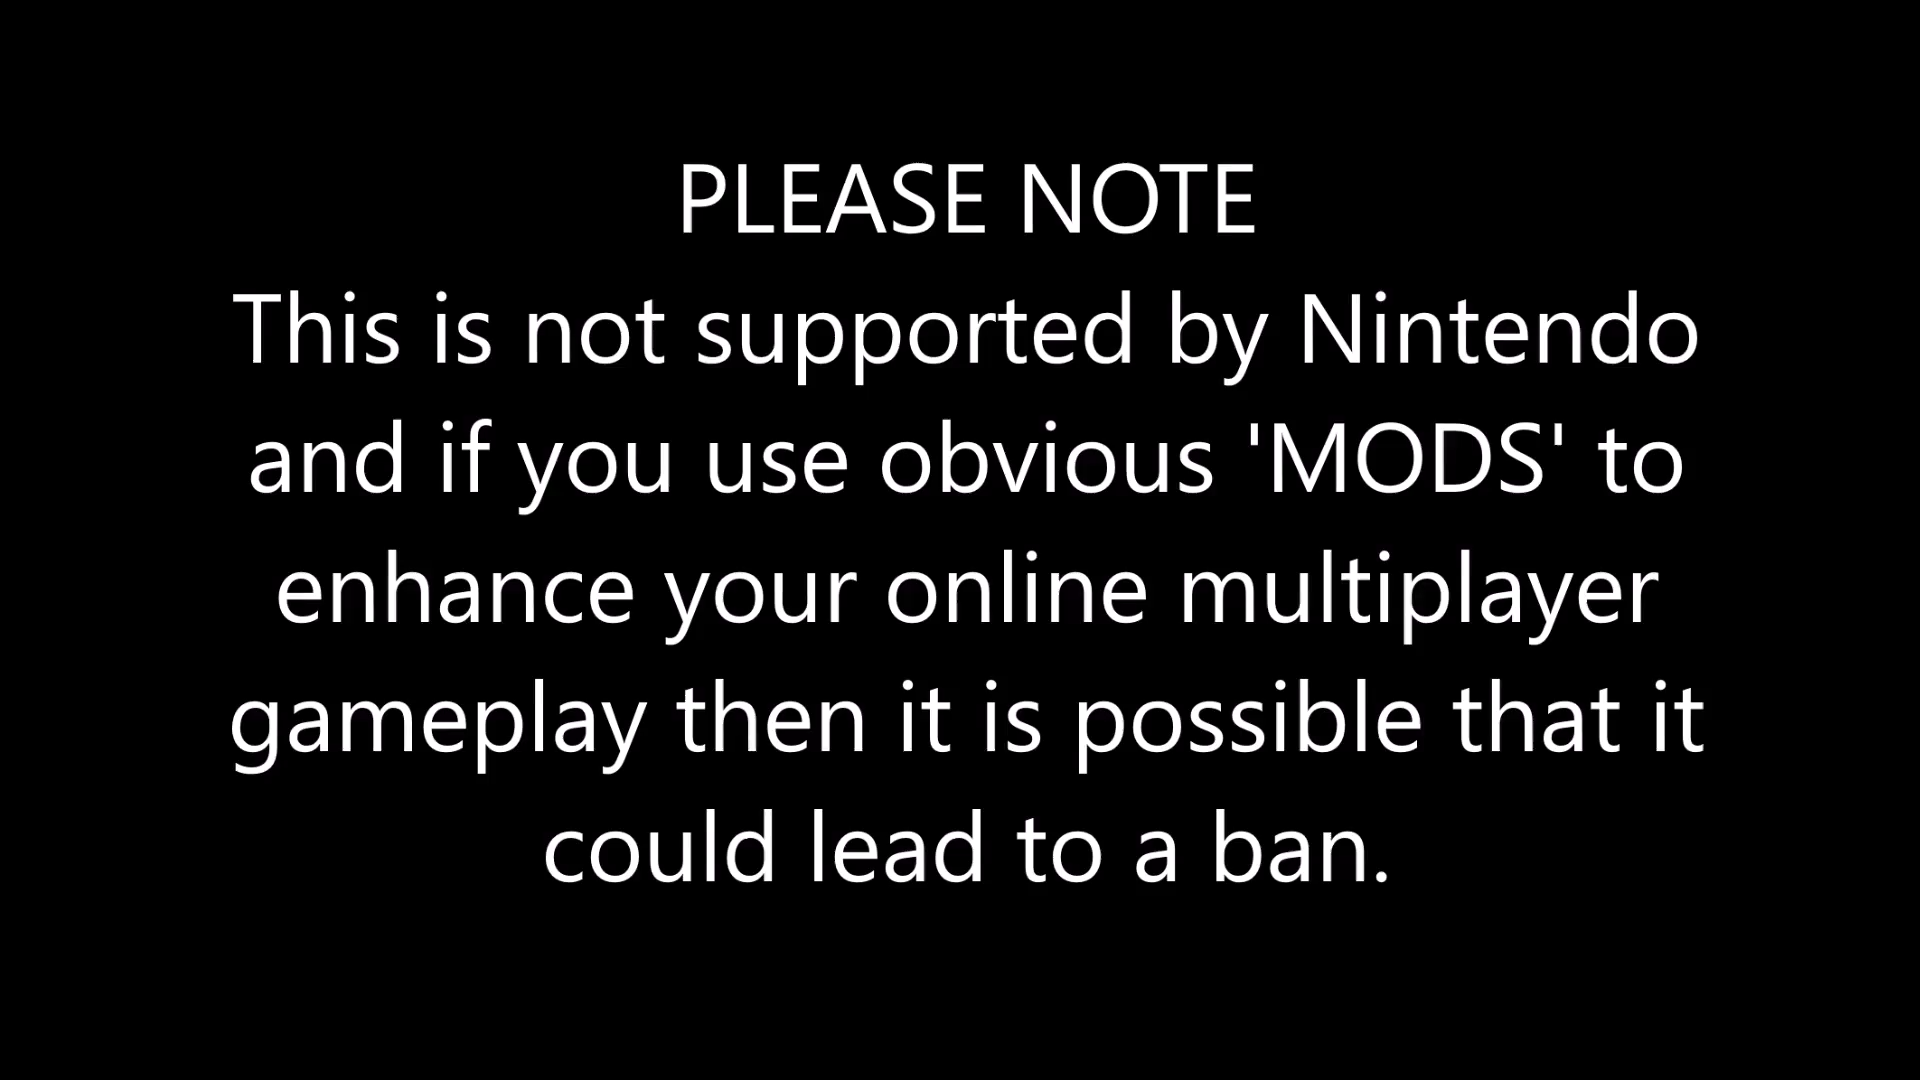 PLEASE NOTE
This is not supported by Nintendo
and if you use obvious 'MODS' to
enhance your online multiplayer
gameplay then it is possible that it
could lead to a ban.